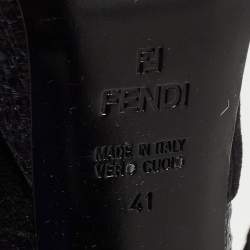 FENDI
MADE IN ITALY
VERO CUOIO
41